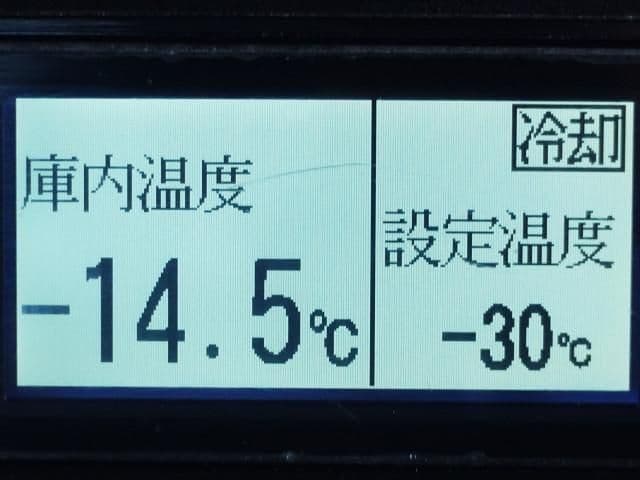 庫内温度
-14.5℃
冷却
設定温度
-30℃